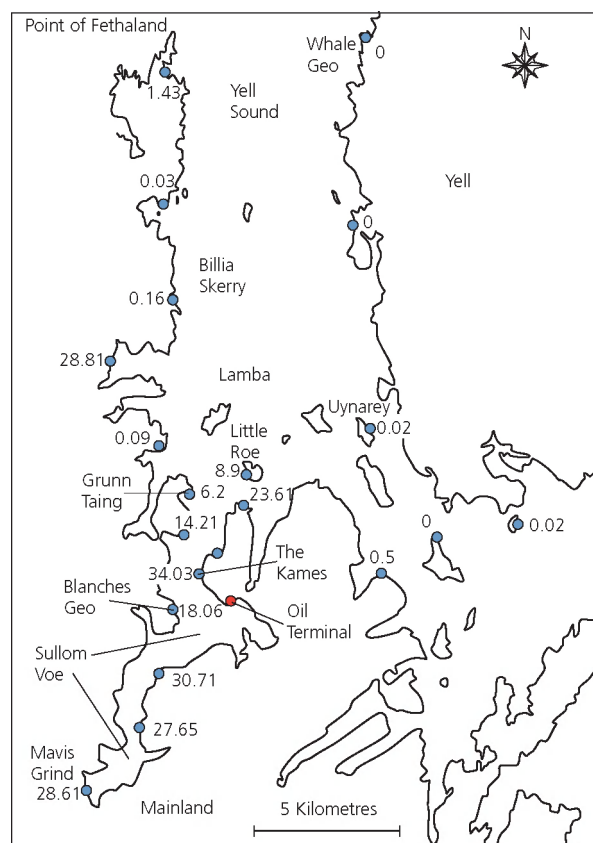 Point of Fethaland
Whale
Geo
N
0
1.43
Yell
Sound
Yell
0.03
0
Billia
Skerry
0.16
28.81
Lamba
Uynarey
0.02
0.09
Little
Roe
8.9
Grunn
Taing
6.2
23.61
0
0.02
14.21
The
Kames
34.03
0.5
Blanches
Geo
18.06
Oil
Terminal
Sullom
Voe
30.71
27.65
Mavis
Grind
28.61
Mainland
5 Kilometres